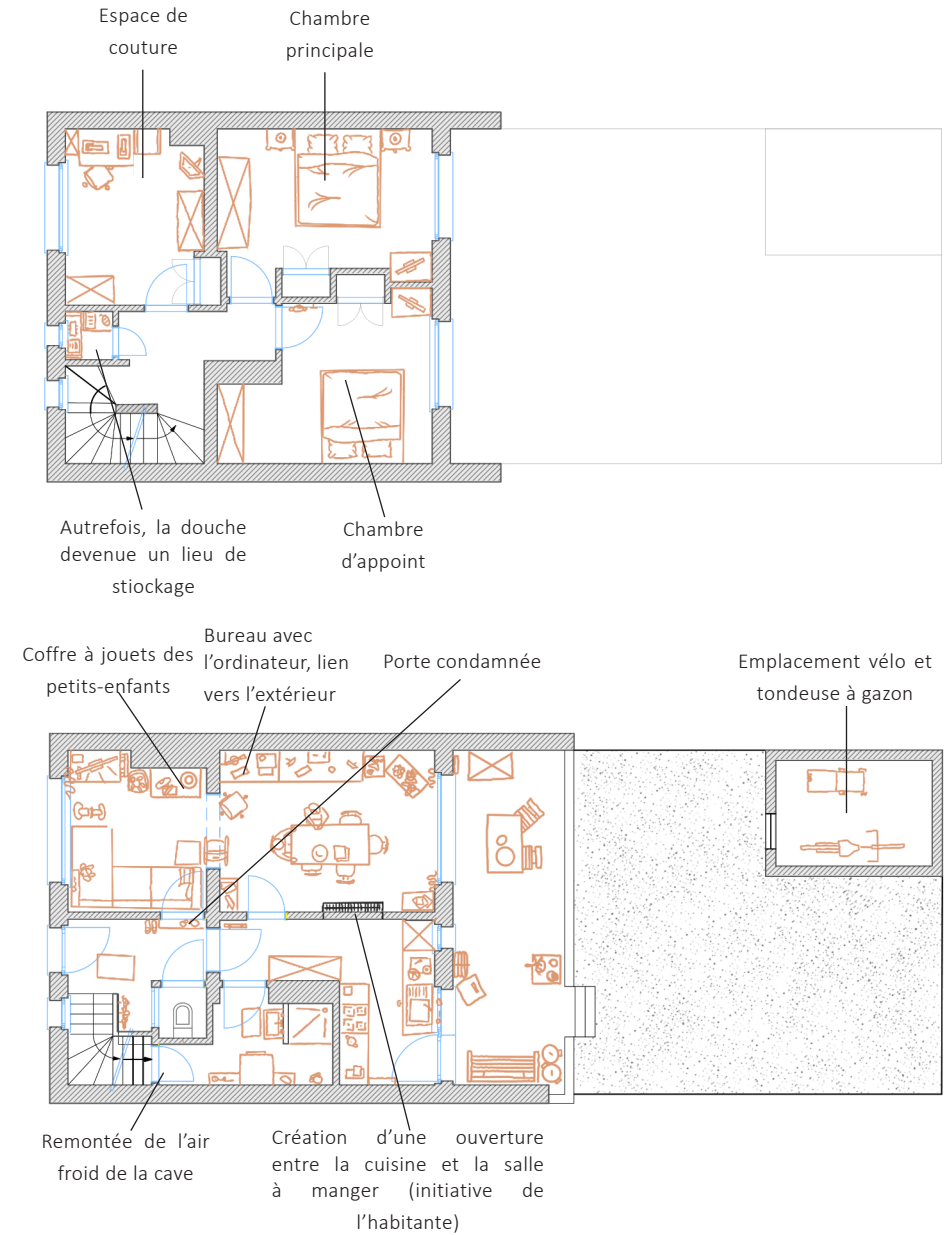 Espace de
couture
Chambre
principale
Autrefois, la douche
devenue un lieu de
stiockage
Chambre
d’appoint
Coffre à jouets des
petits-enfants
Bureau avec
l’ordinateur, lien
vers l’extérieur
Porte condamnée
Emplacement vélo et
tondeuse à gazon
Remontée de l’air
froid de la cave
Création d’une ouverture
entre la cuisine et la salle
à manger (initiative de
l’habitante)